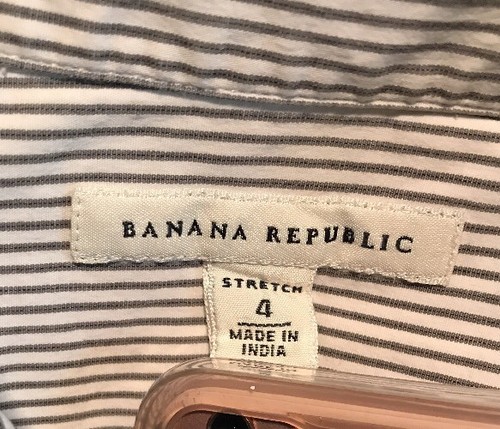 BANANA REPUBLIC
STRETCH
4
MADE IN
INDIA